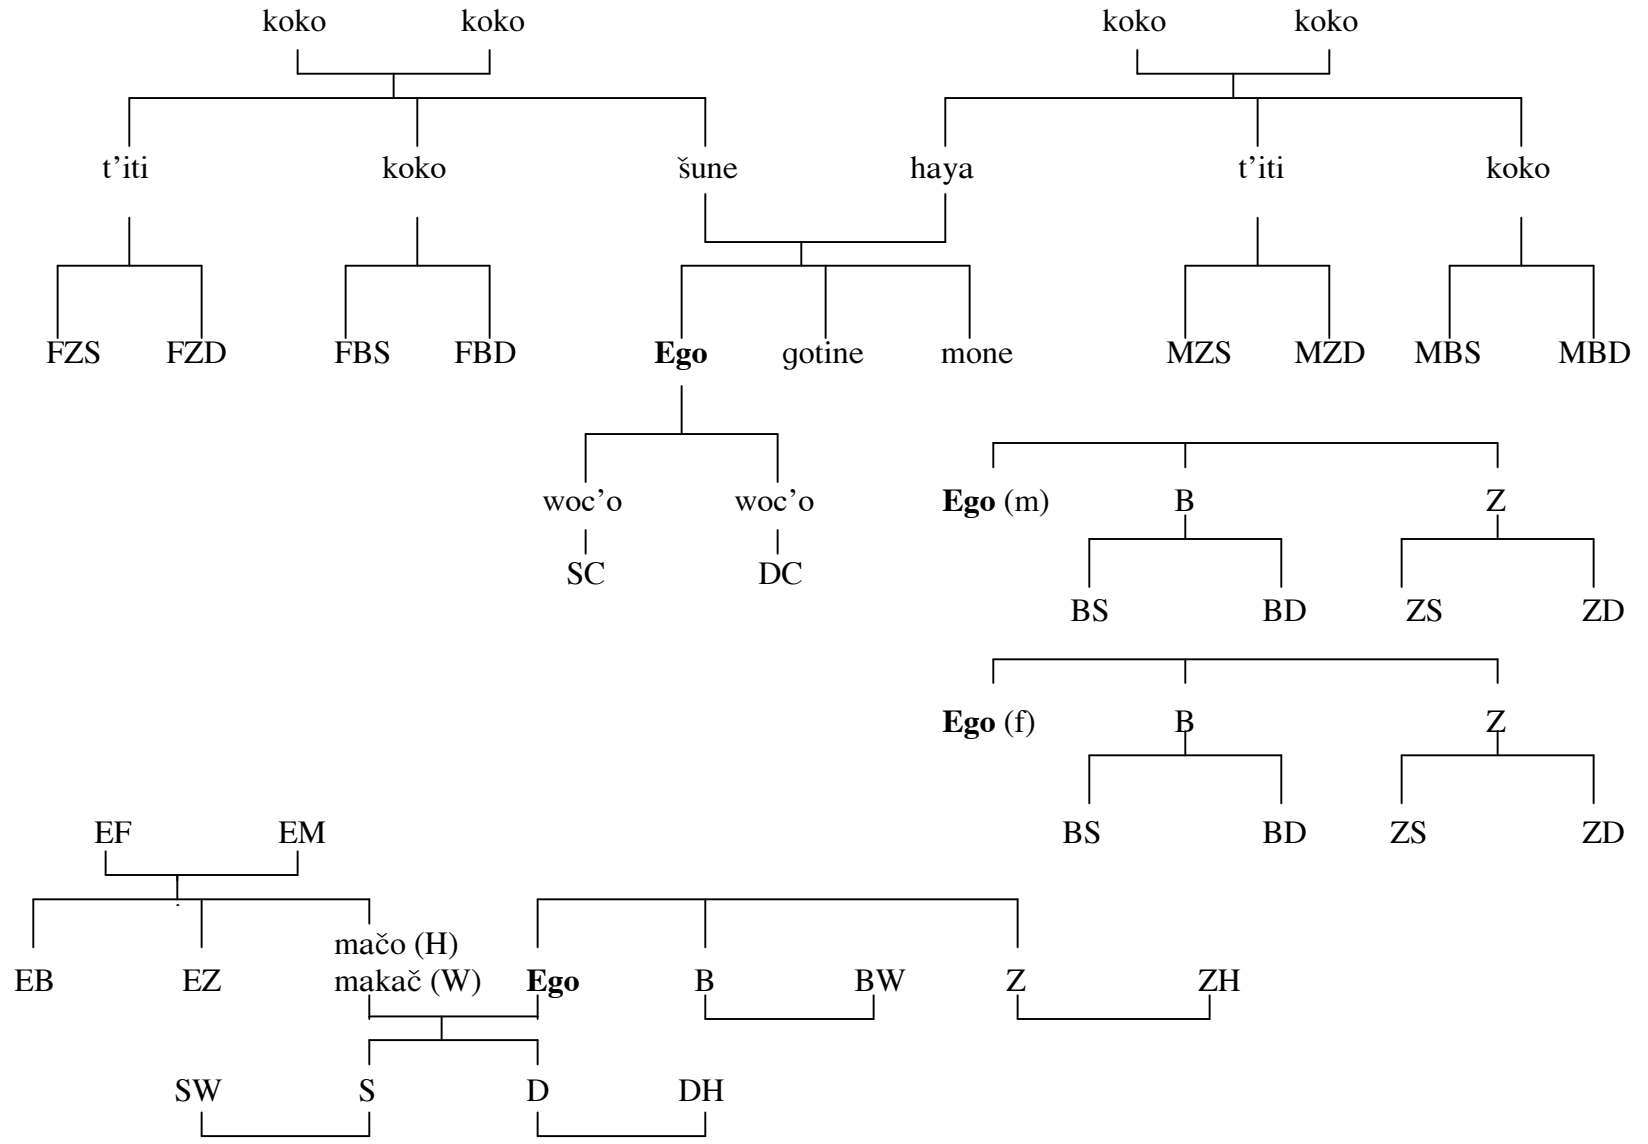 koko koko koko koko
t’iti koko šune haya t’iti koko
FZS FZD FBS FBD Ego gotine mone MZS MZD MBS MBD
woc’o woc’o Ego (m) B Z
SC DC
BS BD ZS ZD
Ego (f) B Z
EF EM BS BD ZS ZD
mačo (H)
EB EZ makač (W) Ego B BW Z ZH
SW S D DH